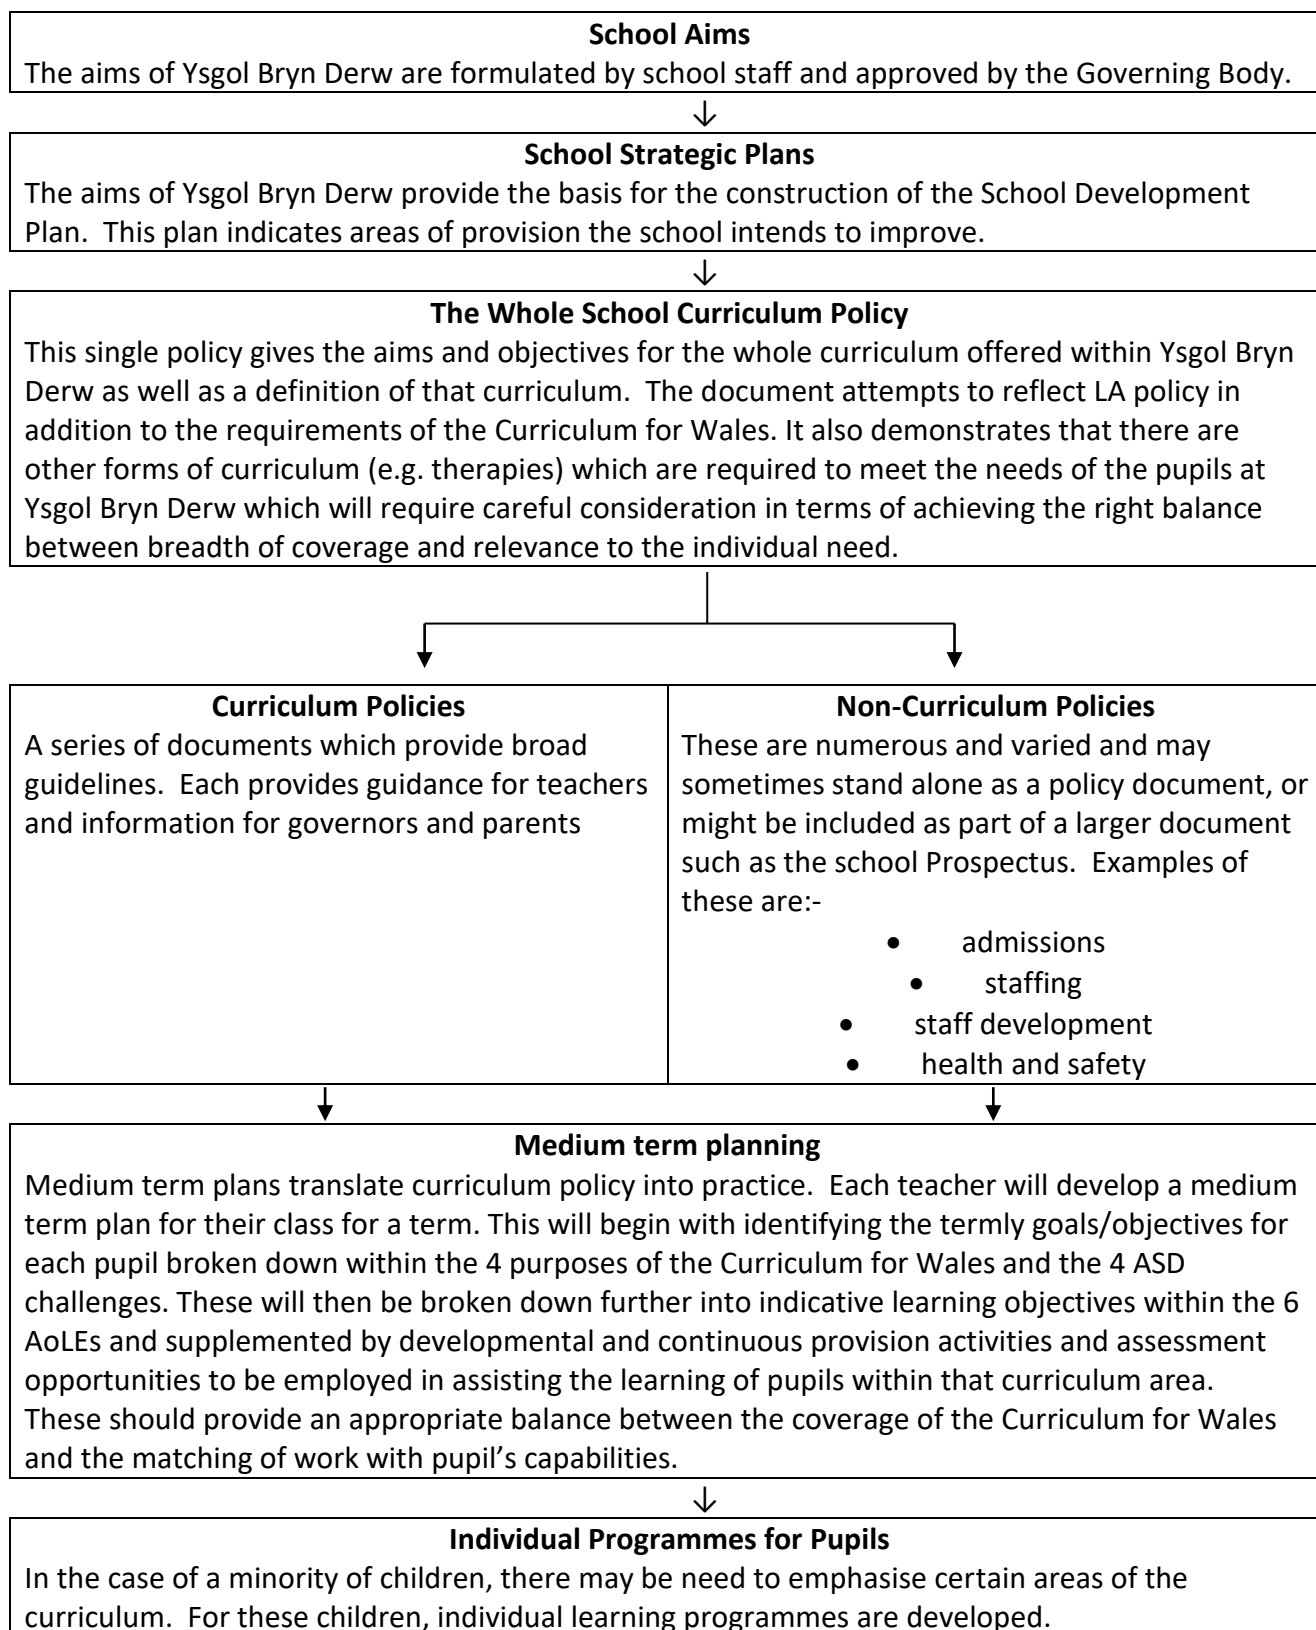 School Aims
The aims of Ysgol Bryn Derw are formulated by school staff and approved by the Governing Body.
School Strategic Plans
The aims of Ysgol Bryn Derw provide the basis for the construction of the School Development
Plan.  This plan indicates areas of provision the school intends to improve.
The Whole School Curriculum Policy
This single policy gives the aims and objectives for the whole curriculum offered within Ysgol Bryn
Derw as well as a definition of that curriculum.  The document attempts to reflect LA policy in
addition to the requirements of the Curriculum for Wales. It also demonstrates that there are
other forms of curriculum (e.g. therapies) which are required to meet the needs of the pupils at
Ysgol Bryn Derw which will require careful consideration in terms of achieving the right balance
between breadth of coverage and relevance to the individual need.
Curriculum Policies
A series of documents which provide broad
guidelines.  Each provides guidance for teachers
and information for governors and parents
Non-Curriculum Policies
These are numerous and varied and may
sometimes stand alone as a policy document, or
might be included as part of a larger document
such as the school Prospectus.  Examples of
these are:-
• admissions
• staffing
• staff development
• health and safety
Medium term planning
Medium term plans translate curriculum policy into practice.  Each teacher will develop a medium
term plan for their class for a term. This will begin with identifying the termly goals/objectives for
each pupil broken down within the 4 purposes of the Curriculum for Wales and the 4 ASD
challenges. These will then be broken down further into indicative learning objectives within the 6
AoLEs and supplemented by developmental and continuous provision activities and assessment
opportunities to be employed in assisting the learning of pupils within that curriculum area.
These should provide an appropriate balance between the coverage of the Curriculum for Wales
and the matching of work with pupil’s capabilities.
Individual Programmes for Pupils
In the case of a minority of children, there may be need to emphasise certain areas of the
curriculum.  For these children, individual learning programmes are developed.